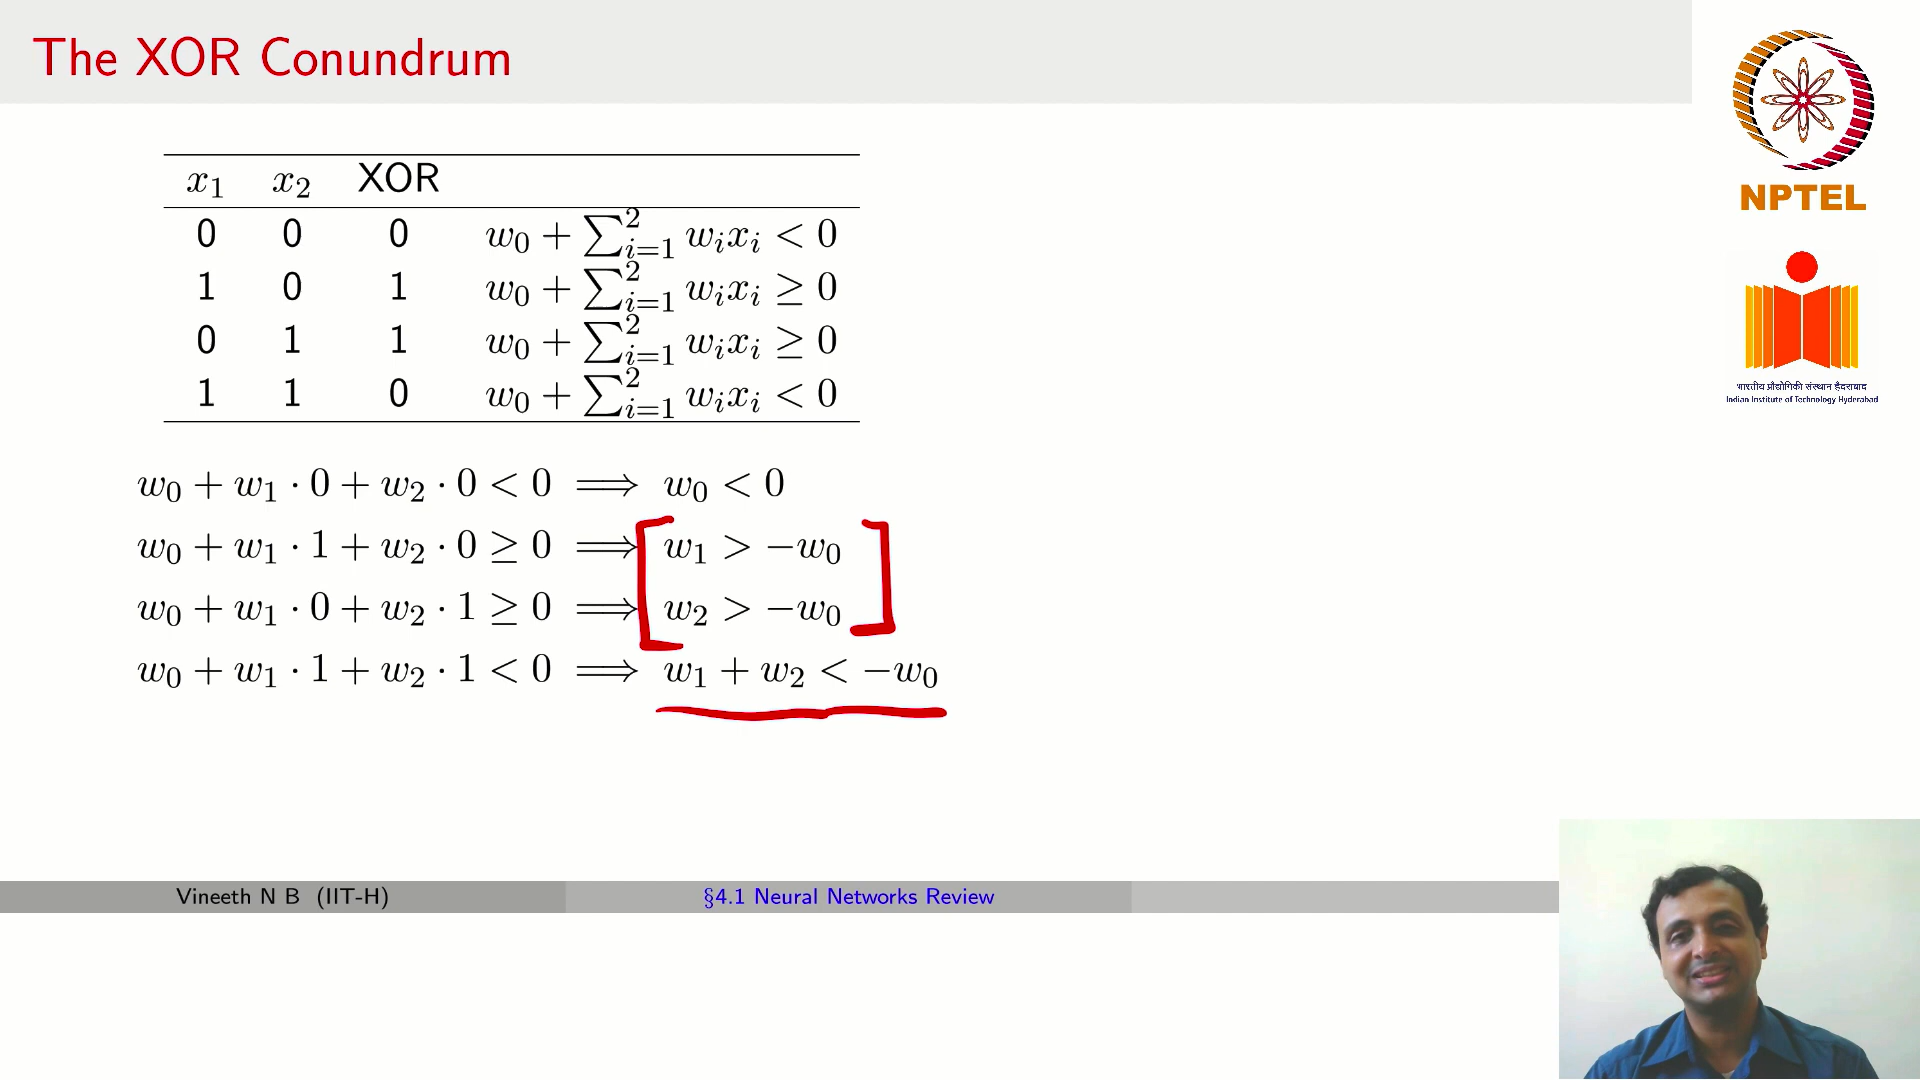 The XOR Conundrum
x₁ x₂ XOR
0 0 0 w₀ + ∑²ᵢ₌₁ wᵢxᵢ < 0
1 0 1 w₀ + ∑²ᵢ₌₁ wᵢxᵢ ≥ 0
0 1 1 w₀ + ∑²ᵢ₌₁ wᵢxᵢ ≥ 0
1 1 0 w₀ + ∑²ᵢ₌₁ wᵢxᵢ < 0
w₀ + w₁ · 0 + w₂ · 0 < 0 ⟹ w₀ < 0
w₀ + w₁ · 1 + w₂ · 0 ≥ 0 ⟹ w₁ > −w₀
w₀ + w₁ · 0 + w₂ · 1 ≥ 0 ⟹ w₂ > −w₀
w₀ + w₁ · 1 + w₂ · 1 < 0 ⟹ w₁ + w₂ < −w₀
NPTEL
भारतीय प्रौद्योगिकी संस्थान हैदराबाद
Indian Institute of Technology Hyderabad
Vineeth N B (IIT-H)
§4.1 Neural Networks Review